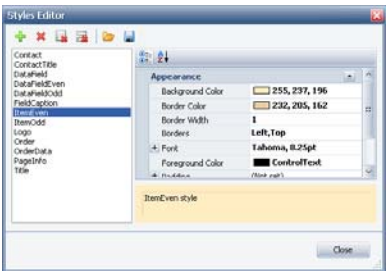 Styles Editor
Contact
ContactTitle
DataField
DataFieldEven
DataFieldOdd
FieldCaption
ItemEven
ItemOdd
Logo
Order
OrderData
PageInfo
Title
Appearance
Background Color 255, 237, 196
Border Color 232, 205, 162
Border Width 1
Borders Left,Top
Font Tahoma, 8.25pt
Foreground Color ControlText
Padding (Not set)
ItemEven style
Close